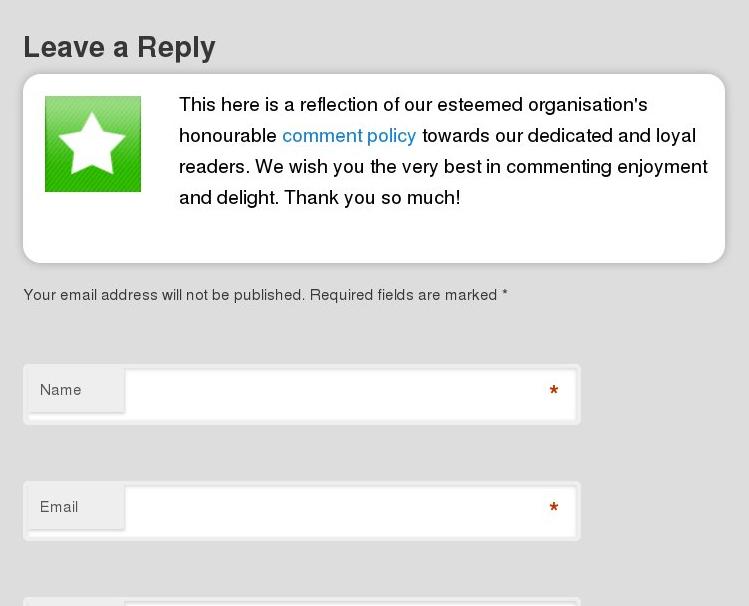 Leave a Reply
This here is a reflection of our esteemed organisation's
honourable comment policy towards our dedicated and loyal
readers. We wish you the very best in commenting enjoyment
and delight. Thank you so much!
Your email address will not be published. Required fields are marked *
Name *
Email *